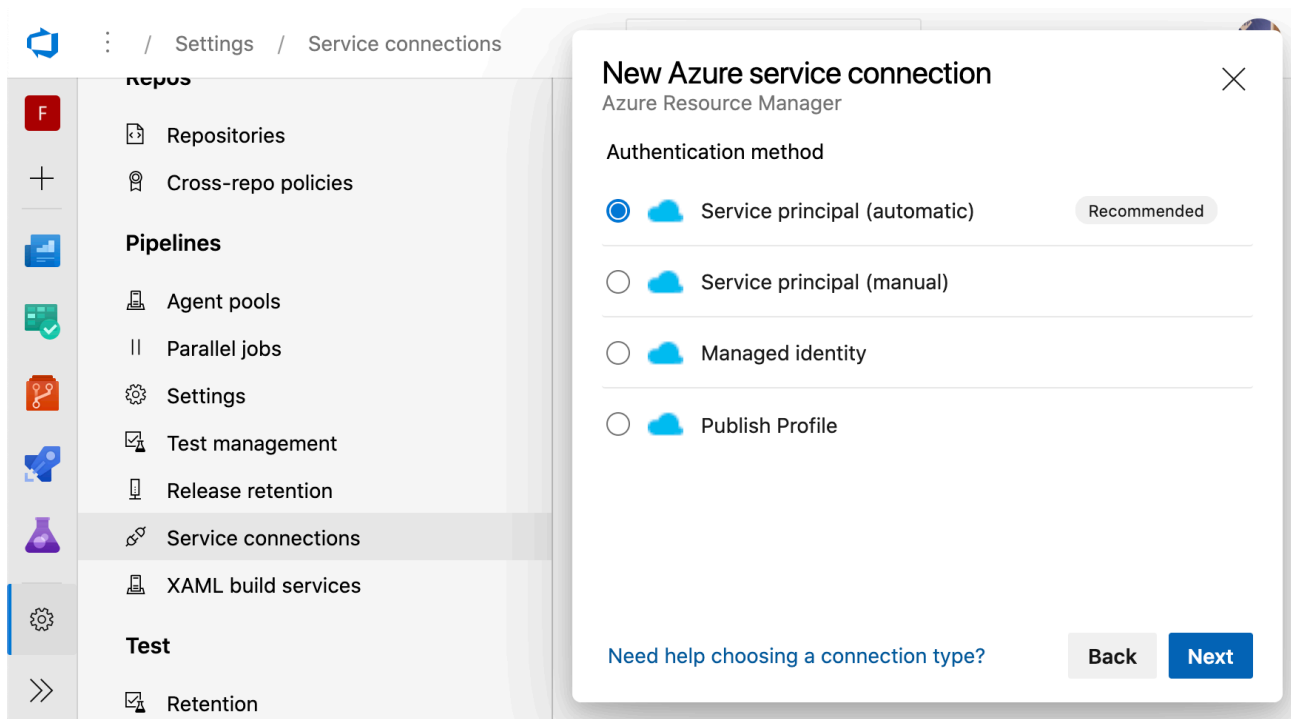 / Settings / Service connections
Repos
F
Repositories
Cross-repo policies
Pipelines
Agent pools
Parallel jobs
Settings
Test management
Release retention
Service connections
XAML build services
Test
Retention
New Azure service connection
Azure Resource Manager
Authentication method
Service principal (automatic) Recommended
Service principal (manual)
Managed identity
Publish Profile
Need help choosing a connection type? Back Next